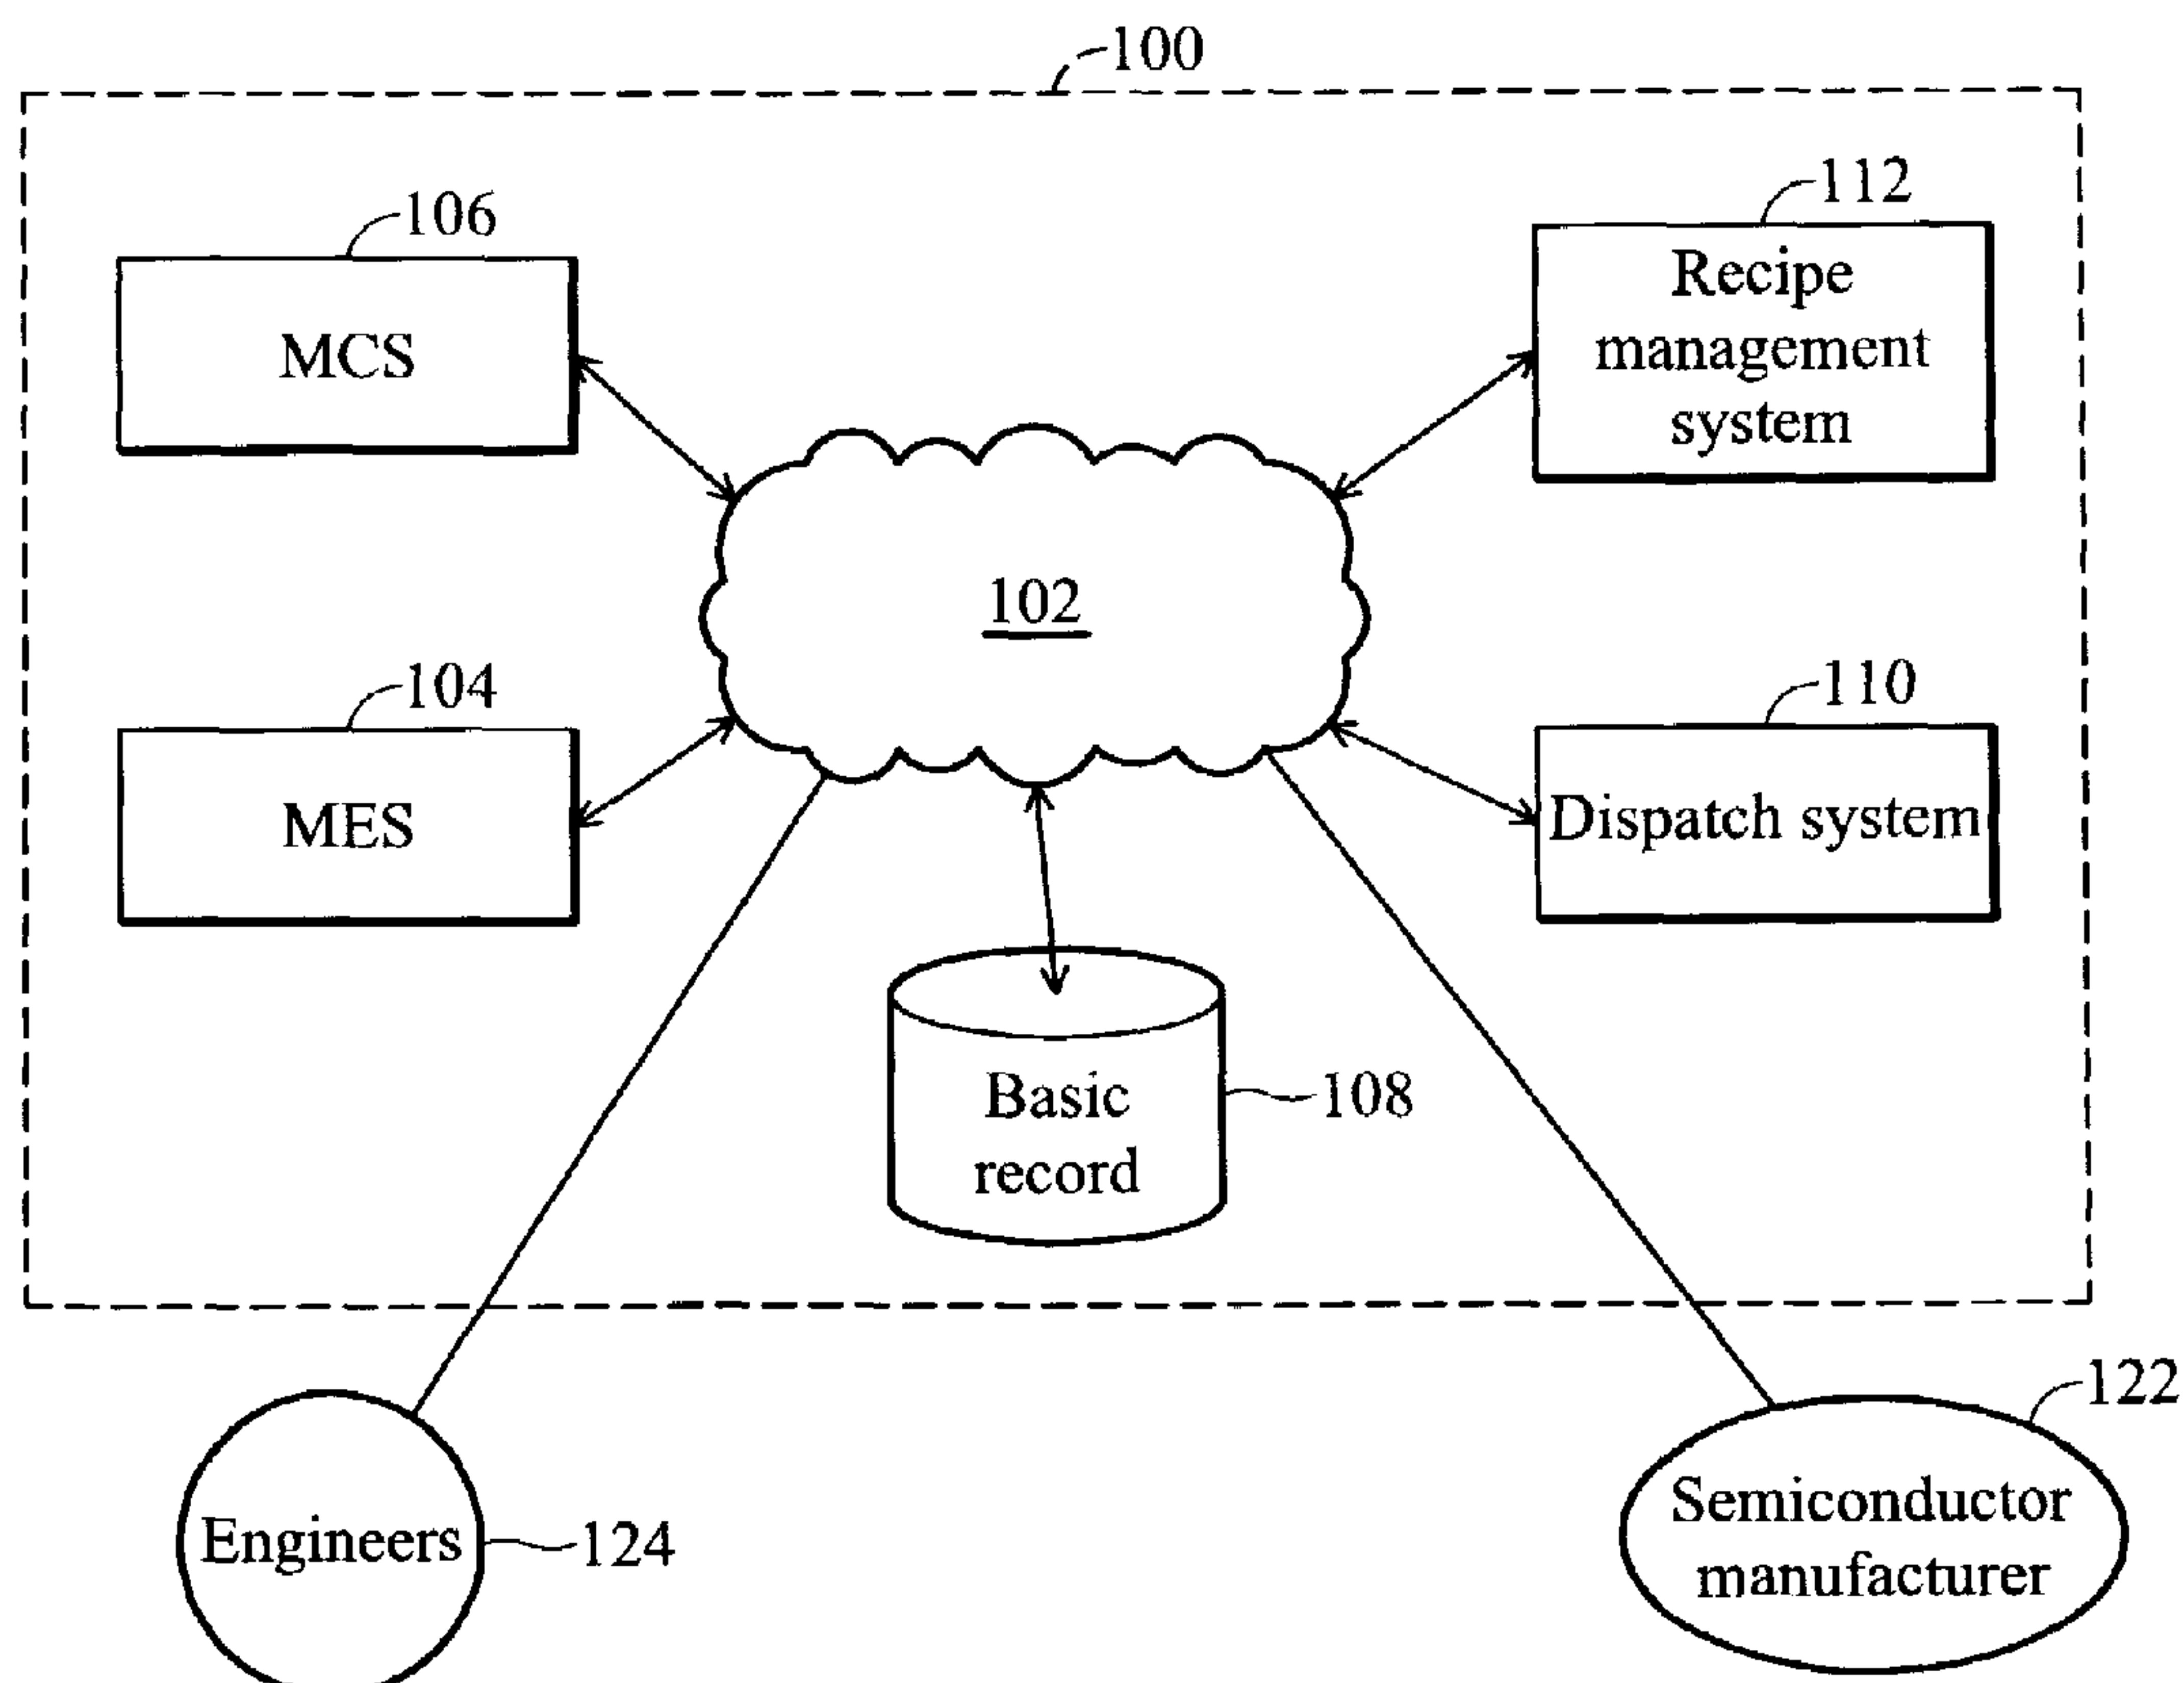 100
106
112
MCS
Recipe
management
system
102
104
110
MES
Dispatch system
Basic
record
108
122
Engineers
124
Semiconductor
manufacturer